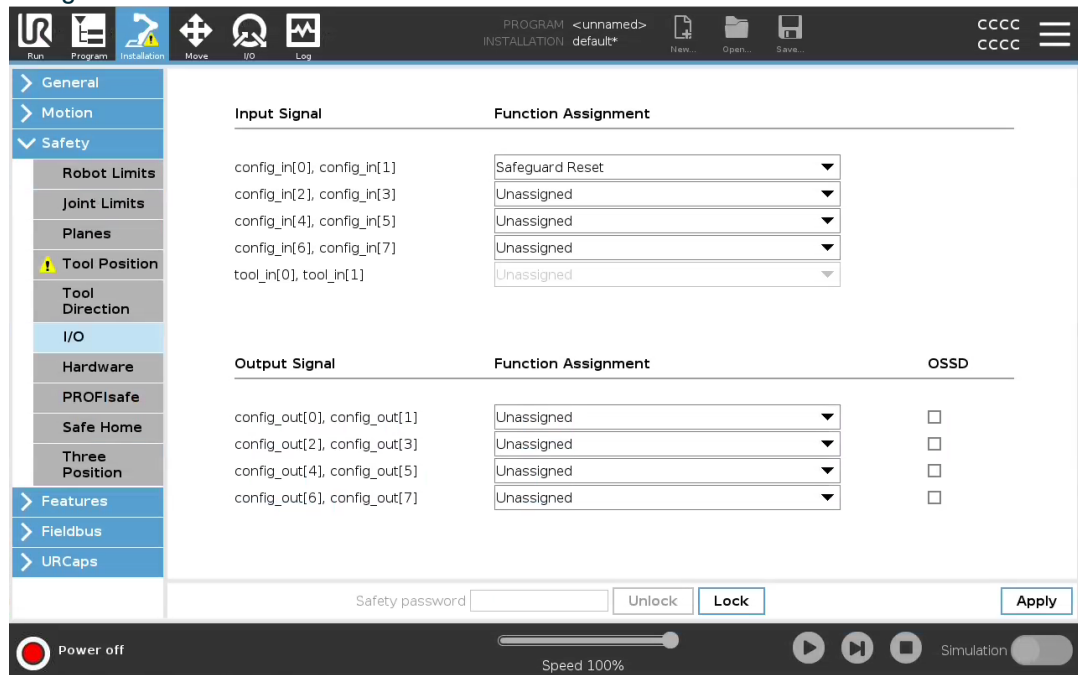 PROGRAM <unnamed>
INSTALLATION default*
CCCC
CCCC
Run Program Installation Move I/O Log New... Open... Save...
General
Motion
Safety
Robot Limits
Joint Limits
Planes
Tool Position
Tool
Direction
I/O
Hardware
PROFIsafe
Safe Home
Three
Position
Features
Fieldbus
URCaps
Input Signal Function Assignment
config_in[0], config_in[1] Safeguard Reset
config_in[2], config_in[3] Unassigned
config_in[4], config_in[5] Unassigned
config_in[6], config_in[7] Unassigned
tool_in[0], tool_in[1] Unassigned
Output Signal Function Assignment OSSD
config_out[0], config_out[1] Unassigned
config_out[2], config_out[3] Unassigned
config_out[4], config_out[5] Unassigned
config_out[6], config_out[7] Unassigned
Safety password Unlock Lock Apply
Power off Speed 100% Simulation